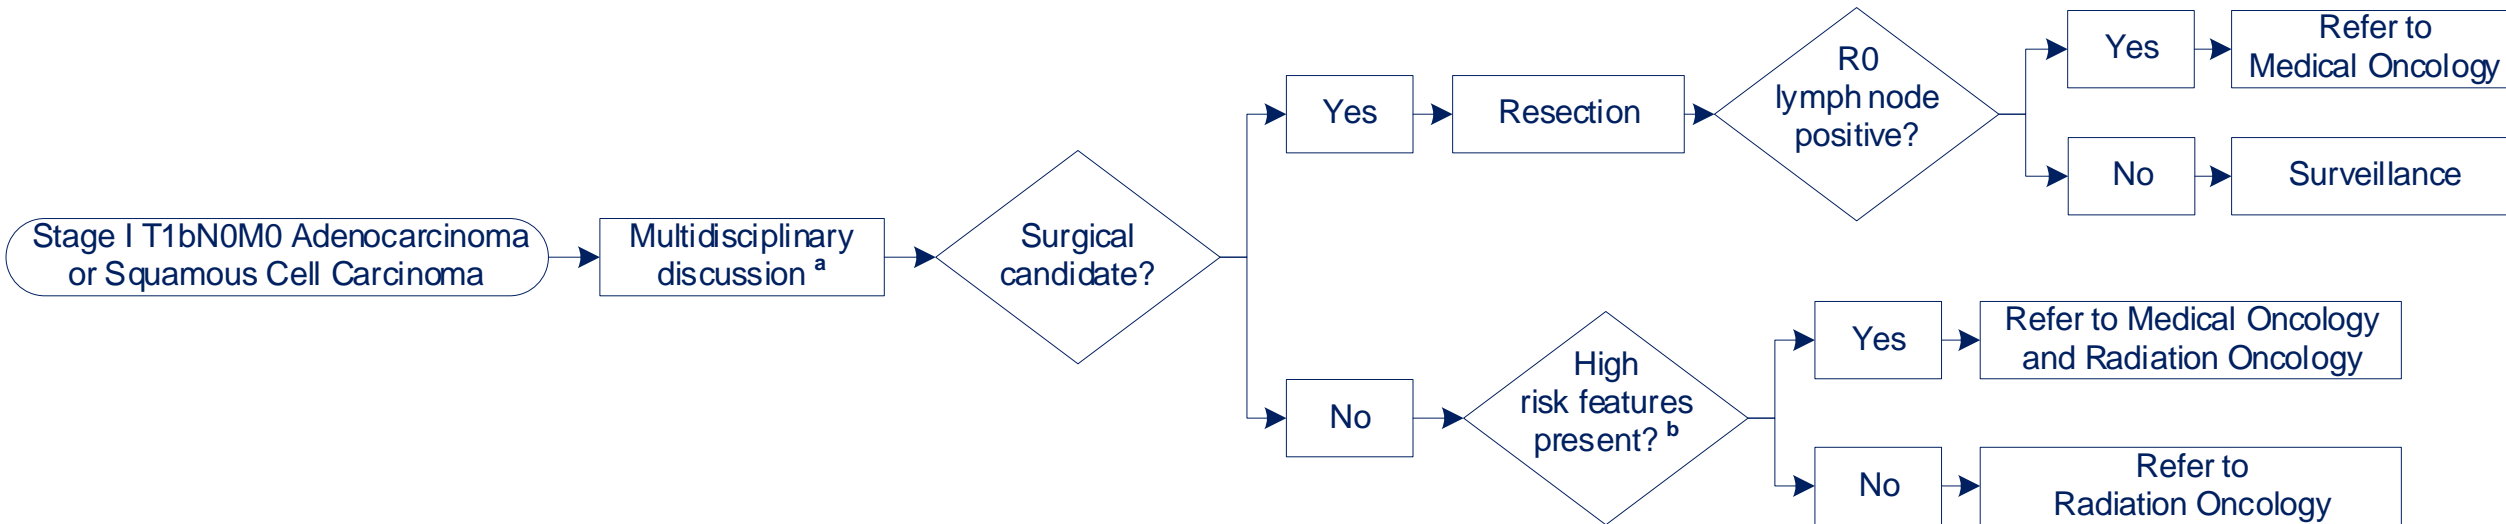 Stage I T1bN0M0 Adenocarcinoma
or Squamous Cell Carcinoma
Multidisciplinary
discussion a
Surgical
candidate?
Yes
Resection
R0
lymph node
positive?
Yes
Refer to
Medical Oncology
No
Surveillance
No
High
risk features
present? b
Yes
Refer to Medical Oncology
and Radiation Oncology
No
Refer to
Radiation Oncology